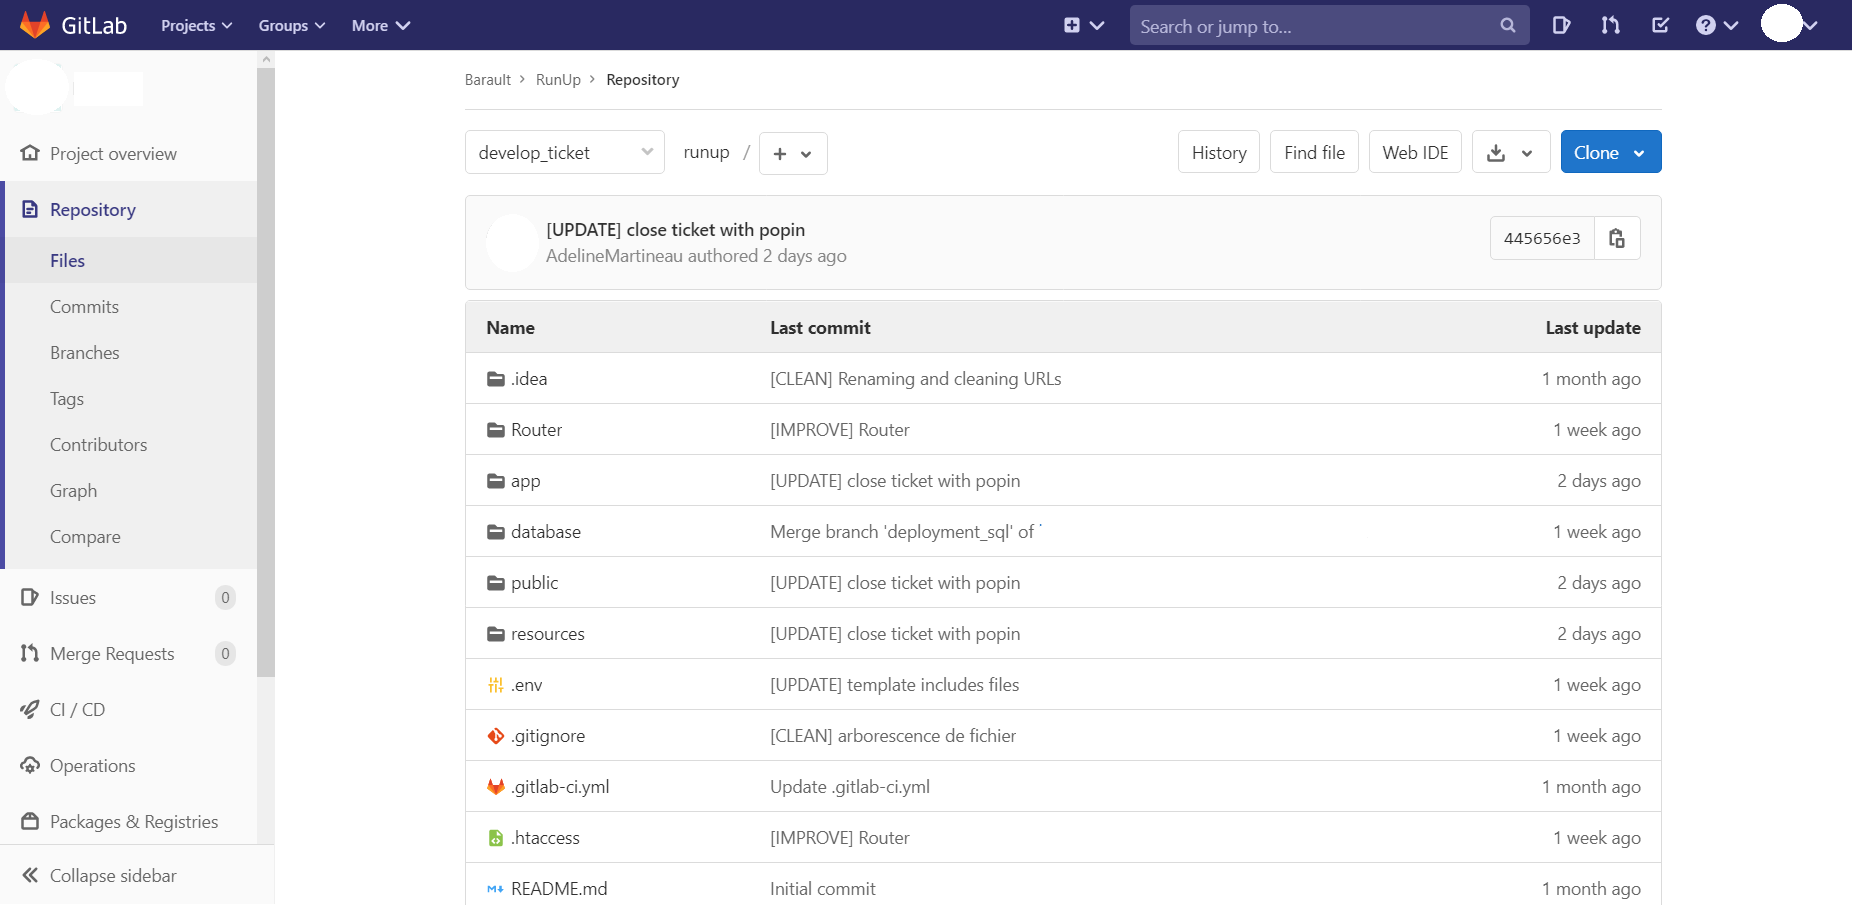 GitLab Projects Groups More Search or jump to...
Barault > RunUp > Repository
develop_ticket runup / + History Find file Web IDE Clone
[UPDATE] close ticket with popin
AdelineMartineau authored 2 days ago
445656e3
Project overview
Repository
Files
Commits
Branches
Tags
Contributors
Graph
Compare
Issues 0
Merge Requests 0
CI / CD
Operations
Packages & Registries
Collapse sidebar
Name Last commit Last update
.idea [CLEAN] Renaming and cleaning URLs 1 month ago
Router [IMPROVE] Router 1 week ago
app [UPDATE] close ticket with popin 2 days ago
database Merge branch 'deployment_sql' of 1 week ago
public [UPDATE] close ticket with popin 2 days ago
resources [UPDATE] close ticket with popin 2 days ago
.env [UPDATE] template includes files 1 week ago
.gitignore [CLEAN] arborescence de fichier 1 week ago
.gitlab-ci.yml Update .gitlab-ci.yml 1 month ago
.htaccess [IMPROVE] Router 1 week ago
README.md Initial commit 1 month ago